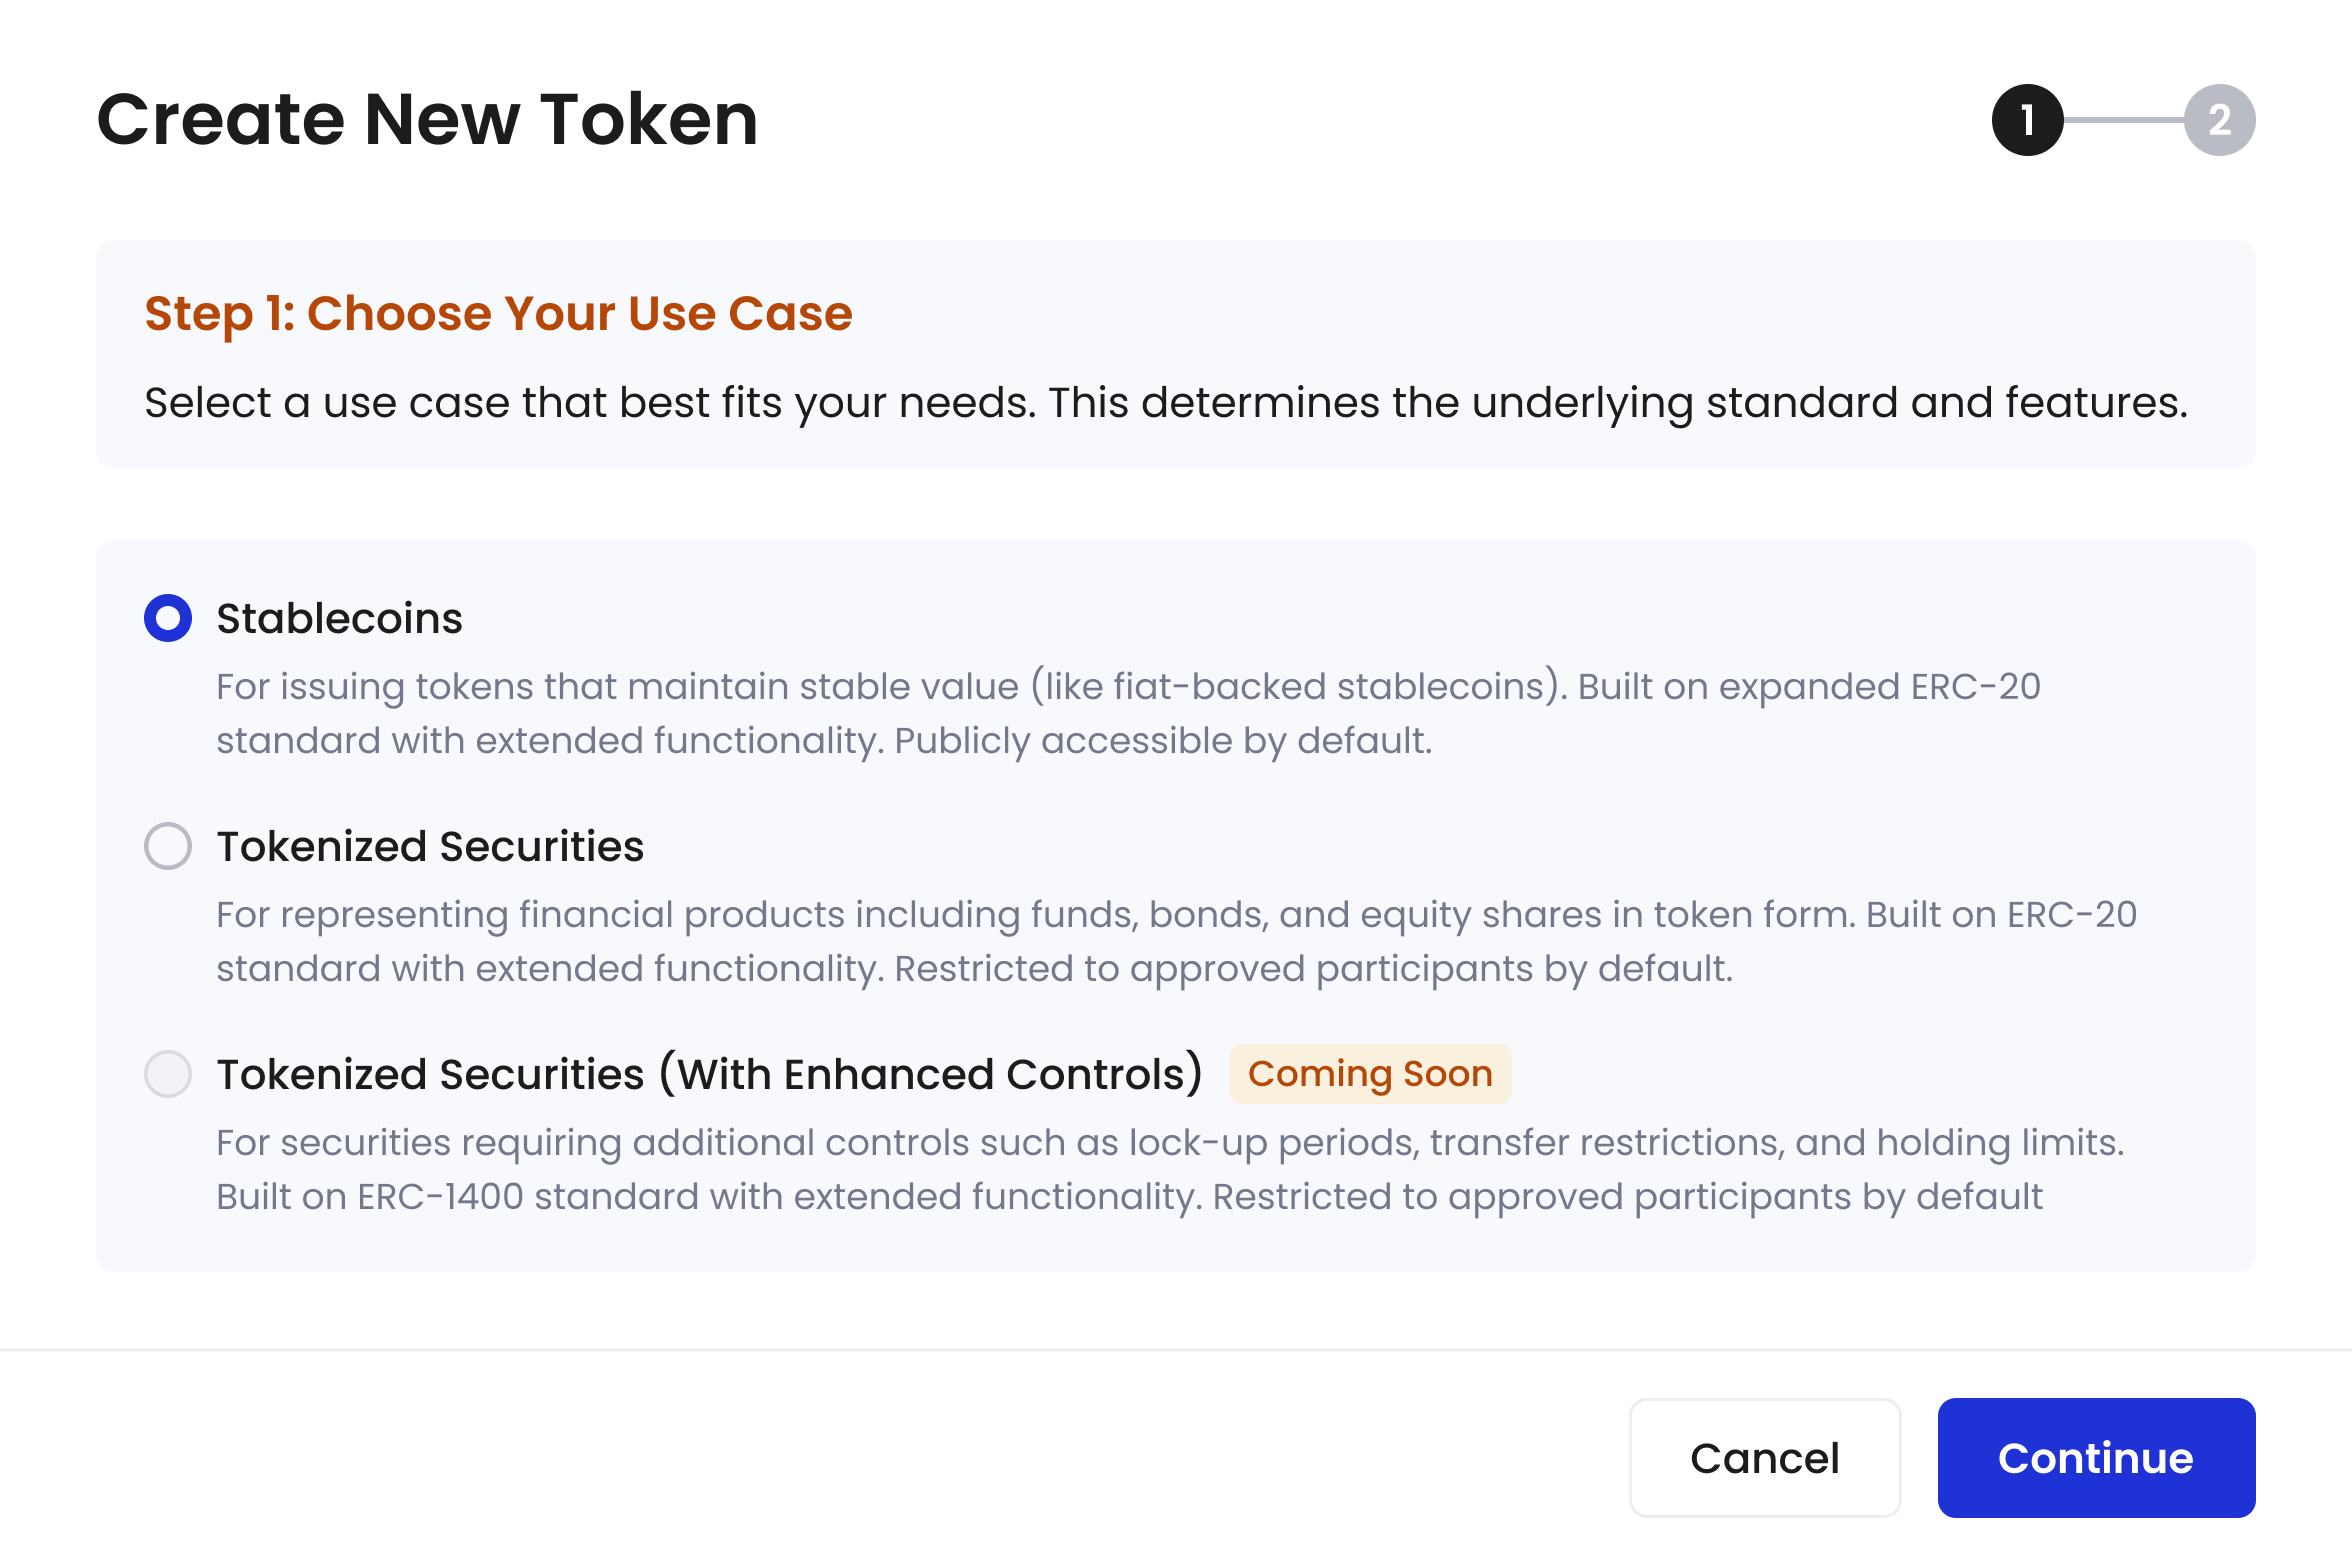 Create New Token
1
2
Step 1: Choose Your Use Case
Select a use case that best fits your needs. This determines the underlying standard and features.
Stablecoins
For issuing tokens that maintain stable value (like fiat-backed stablecoins). Built on expanded ERC-20
standard with extended functionality. Publicly accessible by default.
Tokenized Securities
For representing financial products including funds, bonds, and equity shares in token form. Built on ERC-20
standard with extended functionality. Restricted to approved participants by default.
Tokenized Securities (With Enhanced Controls)
Coming Soon
For securities requiring additional controls such as lock-up periods, transfer restrictions, and holding limits.
Built on ERC-1400 standard with extended functionality. Restricted to approved participants by default
Cancel
Continue